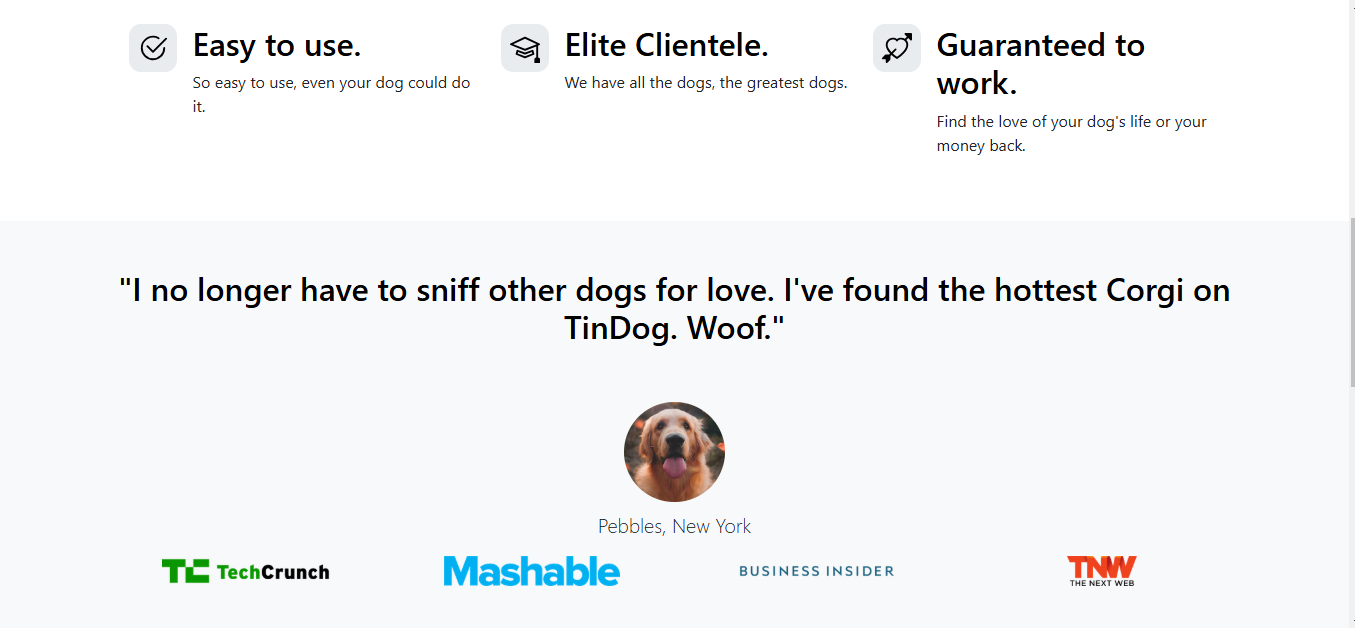 Easy to use.
So easy to use, even your dog could do
it.
Elite Clientele.
We have all the dogs, the greatest dogs.
Guaranteed to
work.
Find the love of your dog's life or your
money back.
"I no longer have to sniff other dogs for love. I've found the hottest Corgi on
TinDog. Woof."
Pebbles, New York
TC TechCrunch
Mashable
BUSINESS INSIDER
TNW
THE NEXT WEB